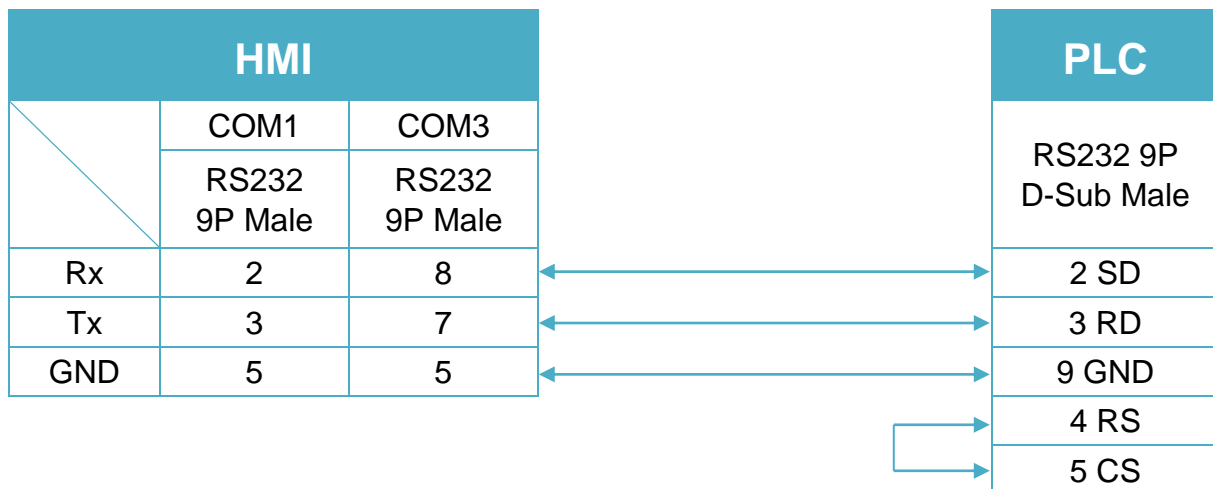 HMI
PLC
COM1 COM3
RS232 9P Male
RS232 9P Male
RS232 9P
D-Sub Male
Rx 2 8 2 SD
Tx 3 7 3 RD
GND 5 5 9 GND
4 RS
5 CS